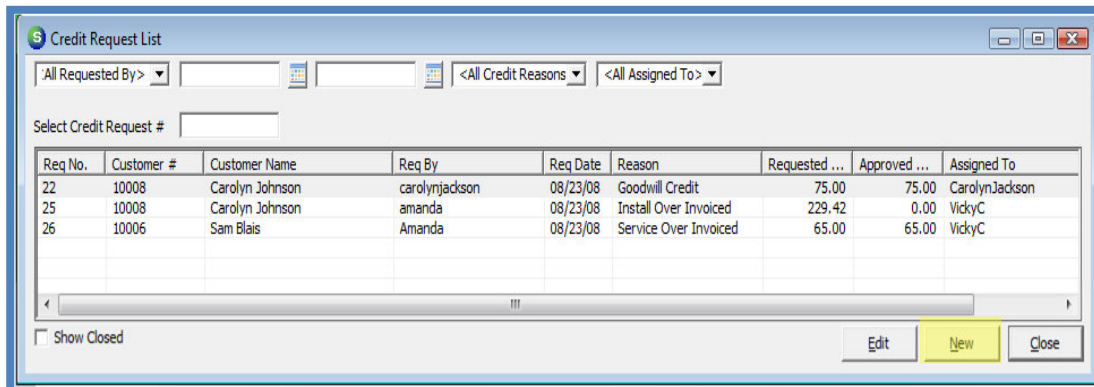 S Credit Request List
:All Requested By> <All Credit Reasons <All Assigned To>
Select Credit Request #
Req No. Customer # Customer Name Req By Req Date Reason Requested ... Approved ... Assigned To
22 10008 Carolyn Johnson carolynjackson 08/23/08 Goodwill Credit 75.00 75.00 CarolynJackson
25 10008 Carolyn Johnson amanda 08/23/08 Install Over Invoiced 229.42 0.00 VickyC
26 10006 Sam Blais Amanda 08/23/08 Service Over Invoiced 65.00 65.00 VickyC
Show Closed Edit New Close